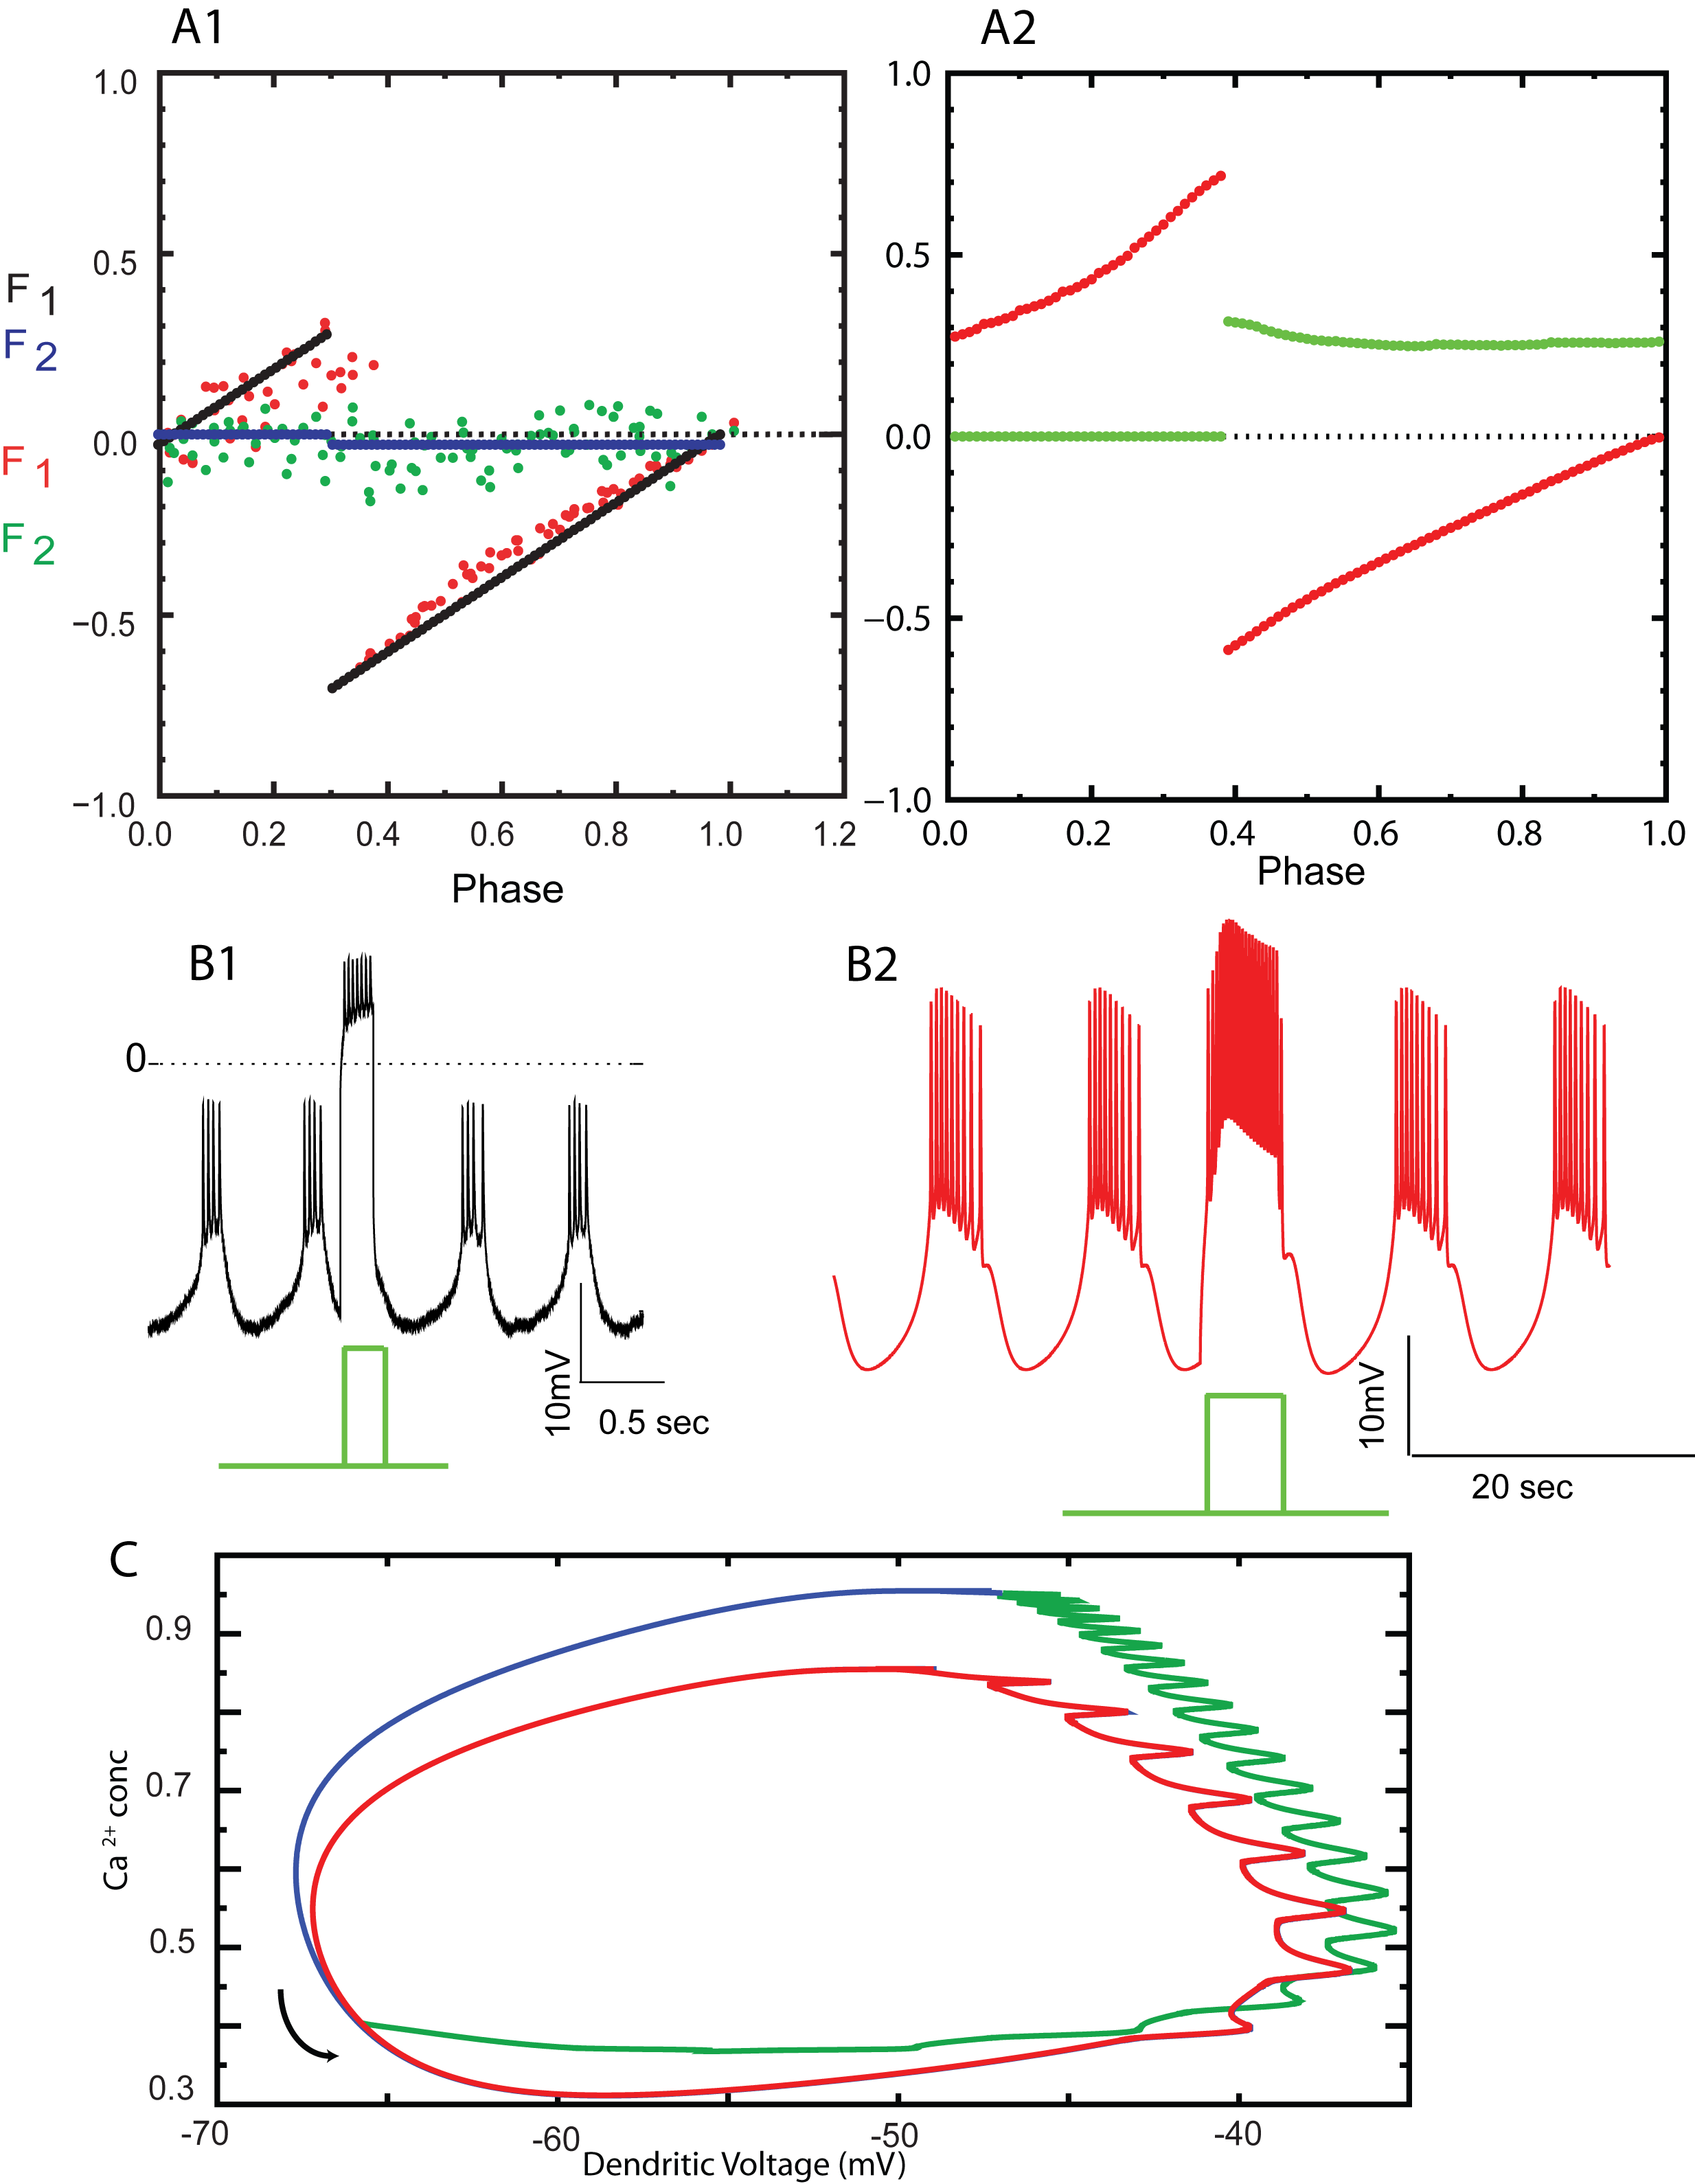 A1
A2
1.0
0.5
0.0
−0.5
−1.0
F1
F2
F1
F2
0.0 0.2 0.4 0.6 0.8 1.0 1.2
Phase
1.0
0.5
0.0
−0.5
−1.0
0.0 0.2 0.4 0.6 0.8 1.0
Phase
B1
0
10mV
0.5 sec
B2
10mV
20 sec
C
0.9
0.7
0.5
0.3
Ca 2+ conc
-70 -60 -50 -40
Dendritic Voltage (mV)